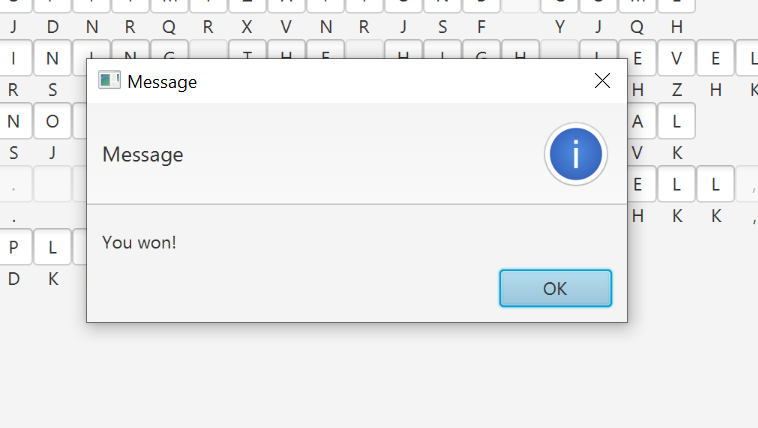 J D N R Q R X V N R J S F Y J Q H
I N I N G T H E H I G H L E V E L
R S H Z H K
Message
N O A L
S J V K
Message
. E L L ,
. H K K ,
P L
You won!
D K
OK